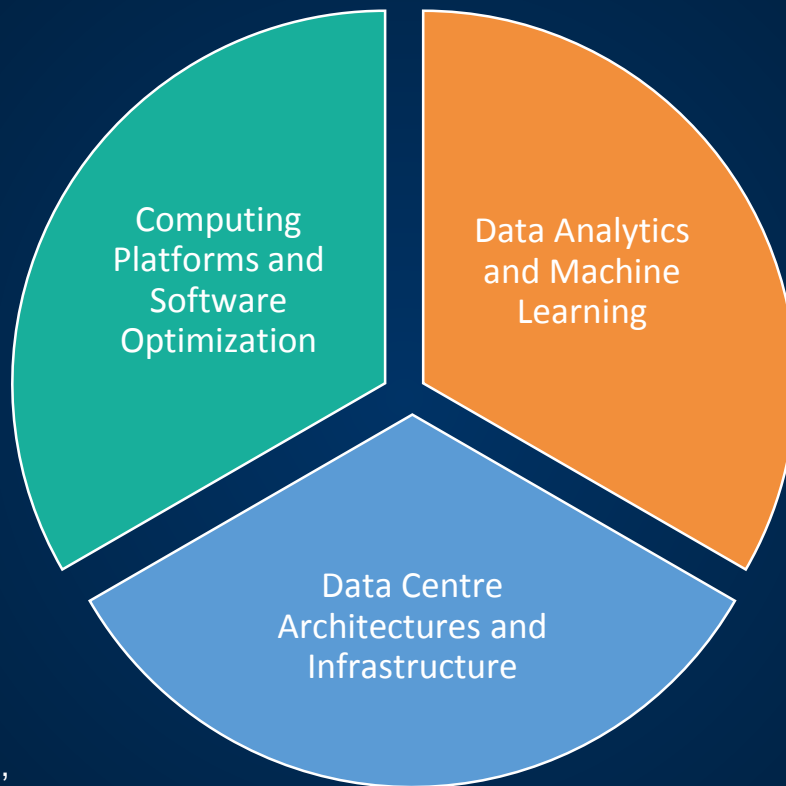 Computing
Platforms and
Software
Optimization
Data Analytics
and Machine
Learning
Data Centre
Architectures and
Infrastructure
,